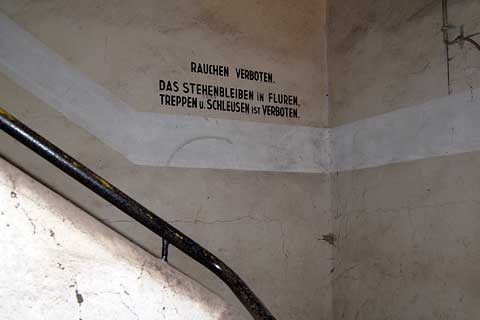 RAUCHEN VERBOTEN.
DAS STEHENBLEIBEN IN FLUREN,
TREPPEN U. SCHLEUSEN IST VERBOTEN.